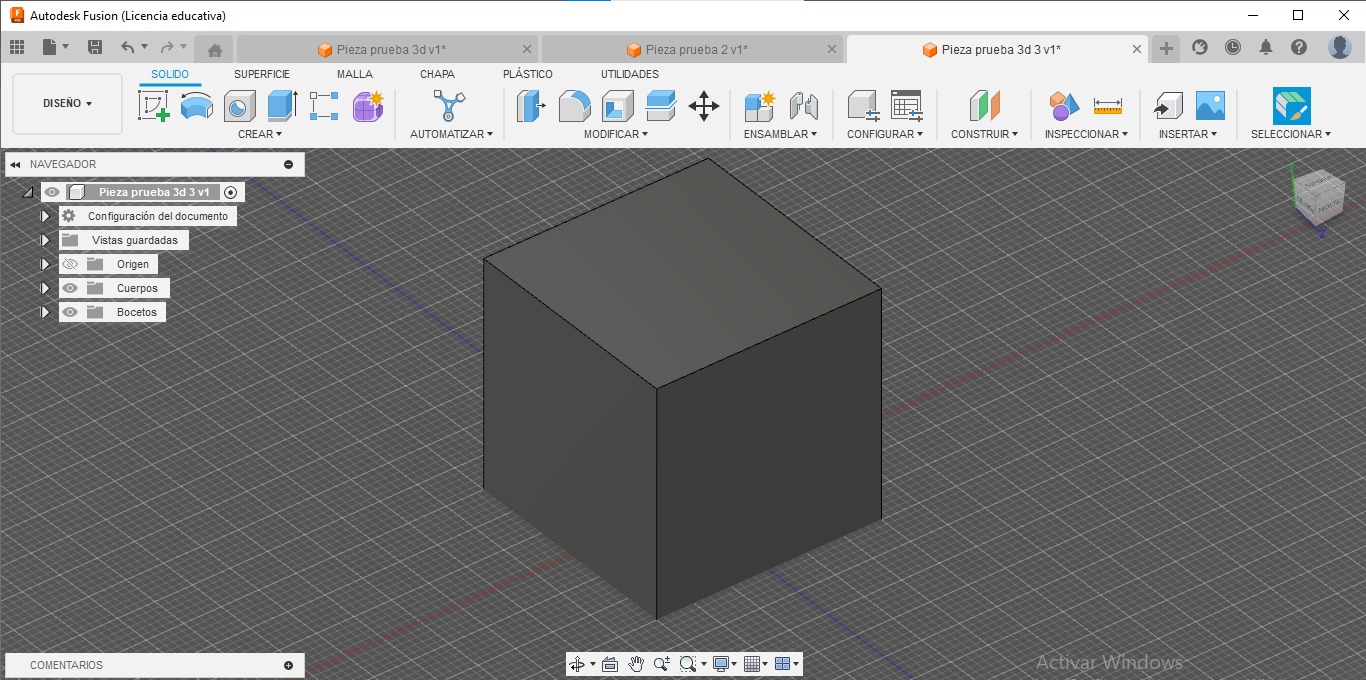 Autodesk Fusion (Licencia educativa)
Pieza prueba 3d v1*
Pieza prueba 2 v1*
Pieza prueba 3d 3 v1*
SOLIDO SUPERFICIE MALLA CHAPA PLÁSTICO UTILIDADES
DISEÑO
CREAR AUTOMATIZAR MODIFICAR ENSAMBLAR CONFIGURAR CONSTRUIR INSPECCIONAR INSERTAR SELECCIONAR
NAVEGADOR
Pieza prueba 3d 3 v1
Configuración del documento
Vistas guardadas
Origen
Cuerpos
Bocetos
FRONTAL
Z
COMENTARIOS
Activar Windows